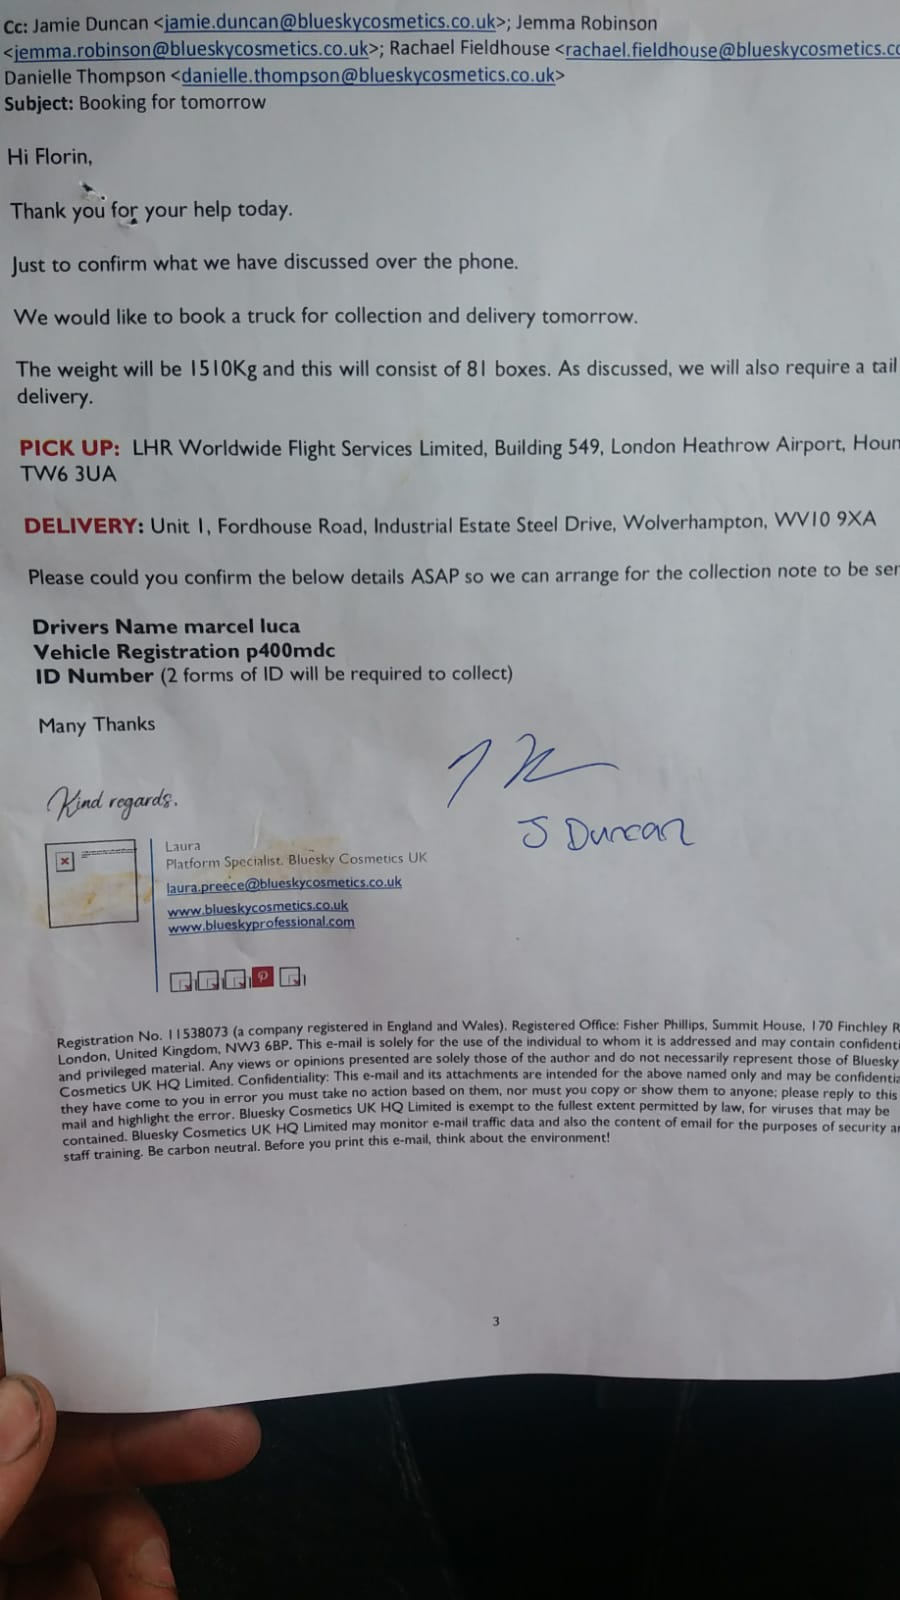 Cc: Jamie Duncan <jamie.duncan@blueskycosmetics.co.uk>; Jemma Robinson
<jemma.robinson@blueskycosmetics.co.uk>; Rachael Fieldhouse <rachael.fieldhouse@blueskycosmetics.co
Danielle Thompson <danielle.thompson@blueskycosmetics.co.uk>
Subject: Booking for tomorrow
Hi Florin,
Thank you for your help today.
Just to confirm what we have discussed over the phone.
We would like to book a truck for collection and delivery tomorrow.
The weight will be 1510Kg and this will consist of 81 boxes. As discussed, we will also require a tail
delivery.
PICK UP: LHR Worldwide Flight Services Limited, Building 549, London Heathrow Airport, Houn
TW6 3UA
DELIVERY: Unit 1, Fordhouse Road, Industrial Estate Steel Drive, Wolverhampton, WV10 9XA
Please could you confirm the below details ASAP so we can arrange for the collection note to be ser
Drivers Name marcel luca
Vehicle Registration p400mdc
ID Number (2 forms of ID will be required to collect)
Many Thanks
J Duncan
Kind regards.
Laura
Platform Specialist. Bluesky Cosmetics UK
laura.preece@blueskycosmetics.co.uk
www.blueskycosmetics.co.uk
www.blueskyprofessional.com
Registration No. 11538073 (a company registered in England and Wales). Registered Office: Fisher Phillips, Summit House, 170 Finchley R
London, United Kingdom, NW3 6BP. This e-mail is solely for the use of the individual to whom it is addressed and may contain confidenti
and privileged material. Any views or opinions presented are solely those of the author and do not necessarily represent those of Bluesky
Cosmetics UK HQ Limited. Confidentiality: This e-mail and its attachments are intended for the above named only and may be confidentia
they have come to you in error you must take no action based on them, nor must you copy or show them to anyone; please reply to this
mail and highlight the error. Bluesky Cosmetics UK HQ Limited is exempt to the fullest extent permitted by law, for viruses that may be
contained. Bluesky Cosmetics UK HQ Limited may monitor e-mail traffic data and also the content of email for the purposes of security a
staff training. Be carbon neutral. Before you print this e-mail, think about the environment!
3